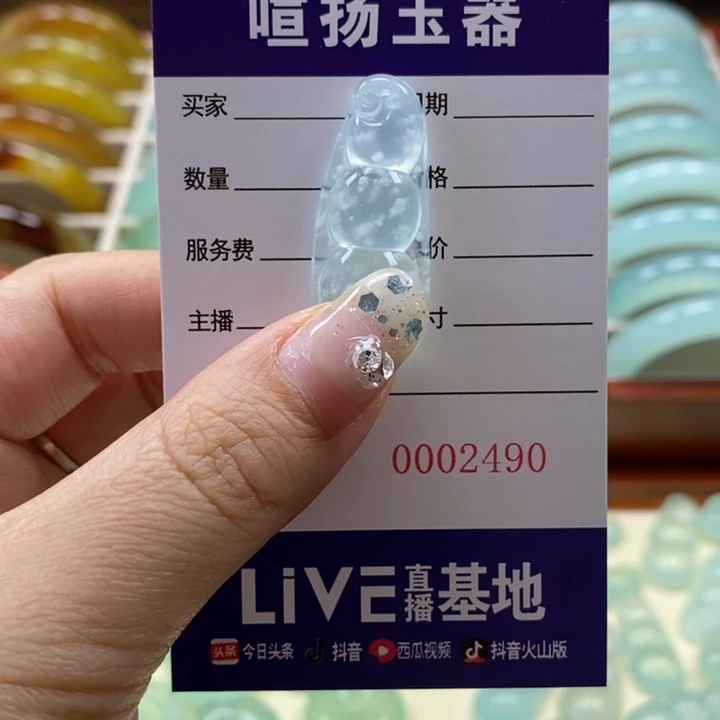 喧扬玉器
买家 期
数量 格
服务费 价
主播 寸
0002490
LiVE直播基地
头条 今日头条 抖音 西瓜视频 抖音火山版